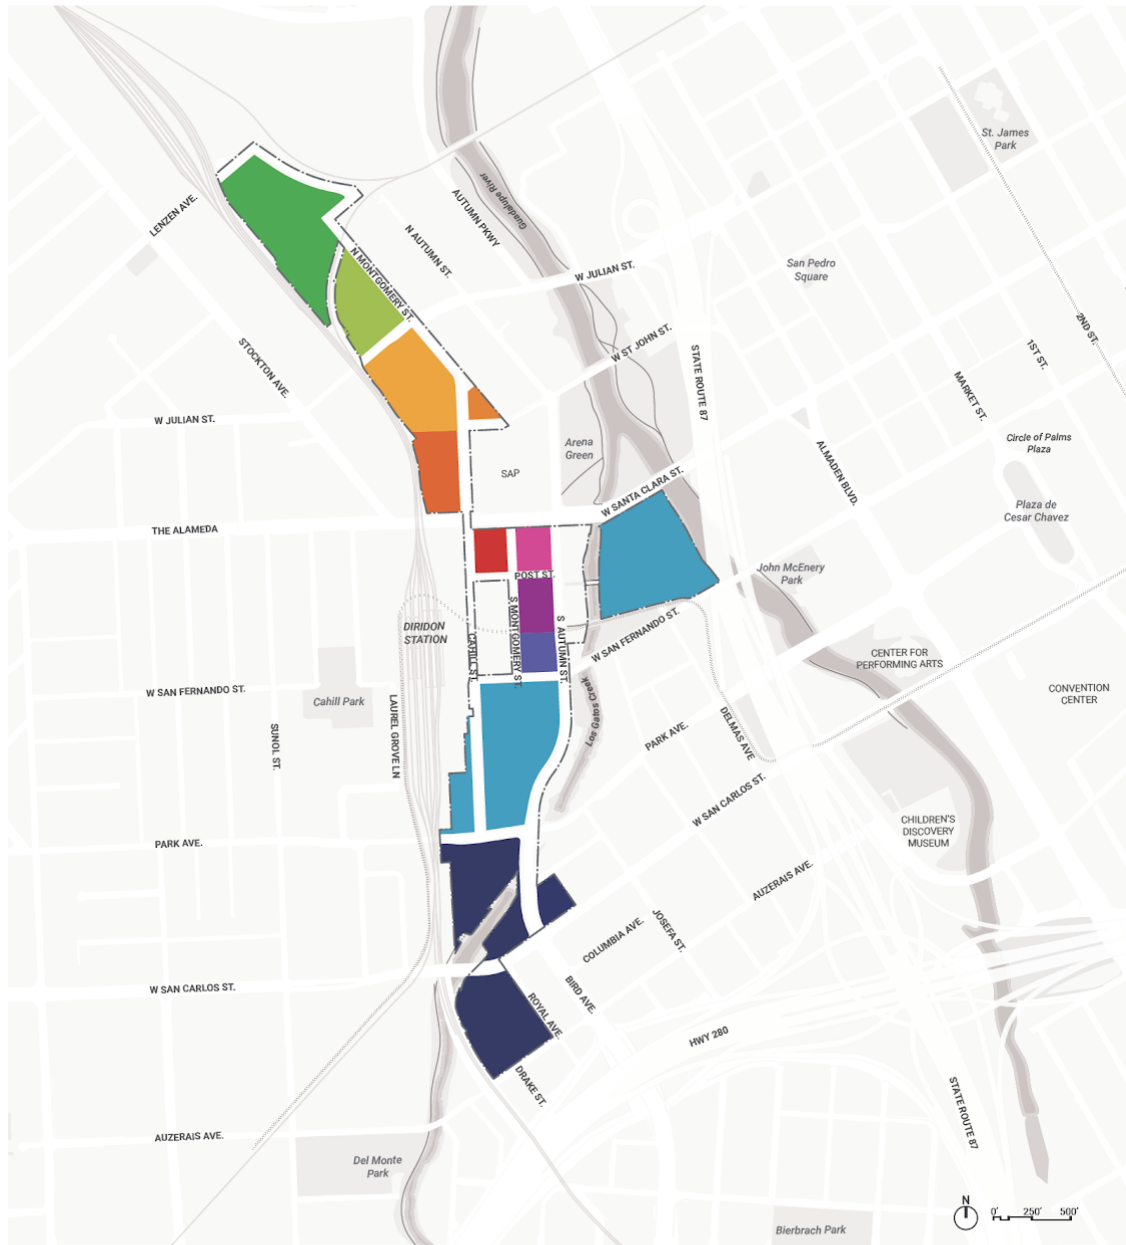 St. James
Park
LENZEN AVE.
Guadalupe River
AUTUMN PKWY
N AUTUMN ST.
N MONTGOMERY ST.
W JULIAN ST.
San Pedro
Square
2ND ST.
1ST ST.
W ST JOHN ST.
STOCKTON AVE.
STATE ROUTE 87
MARKET ST.
W JULIAN ST.
Circle of Palms
Plaza
Arena
Green
ALMADEN BLVD.
SAP
W SANTA CLARA ST.
Plaza de
Cesar Chavez
THE ALAMEDA
POST ST.
John McEnery
Park
DIRIDON
STATION
S MONTGOMERY ST.
S AUTUMN ST.
CAHILL ST.
W SAN FERNANDO ST.
CENTER FOR
PERFORMING ARTS
W SAN FERNANDO ST.
Cahill Park
CONVENTION
CENTER
LAUREL GROVE LN
SUNOL ST.
Los Gatos Creek
PARK AVE.
DELMAS AVE
W SAN CARLOS ST.
PARK AVE.
CHILDREN'S
DISCOVERY
MUSEUM
AUZERAIS AVE.
COLUMBIA AVE.
JOSEFA ST.
W SAN CARLOS ST.
BIRD AVE.
ROYAL AVE.
HWY 280
DRAKE ST.
STATE ROUTE 87
AUZERAIS AVE.
Del Monte
Park
Bierbrach Park
N
0' 250' 500'